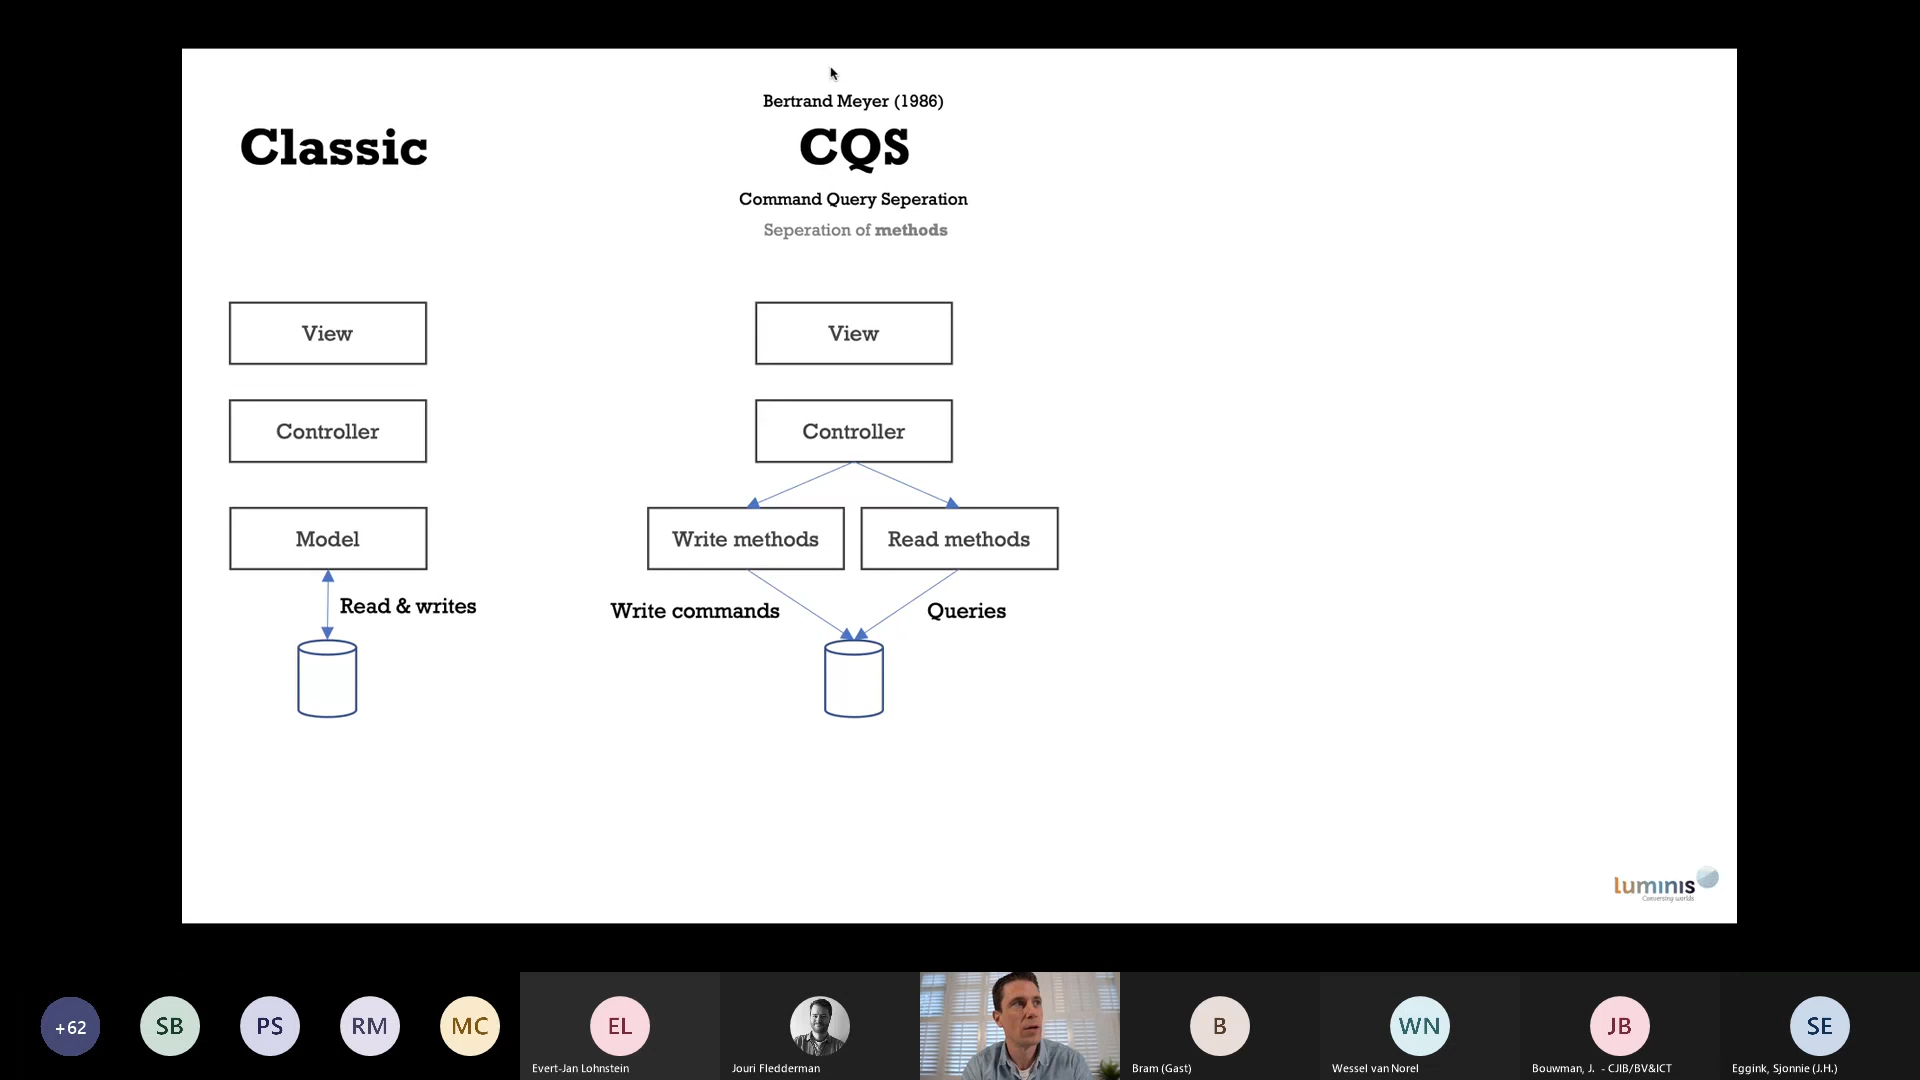 Bertrand Meyer (1986)
Classic
CQS
Command Query Seperation
Seperation of methods
View
View
Controller
Controller
Model
Write methods
Read methods
Read & writes
Write commands
Queries
luminis
Conversing worlds
+62
SB
PS
RM
MC
EL
B
WN
JB
SE
Evert-Jan Lohnstein
Jouri Fledderman
Bram (Gast)
Wessel van Norel
Bouwman, J. - CJIB/BV&ICT
Eggink, Sjonnie (J.H.)